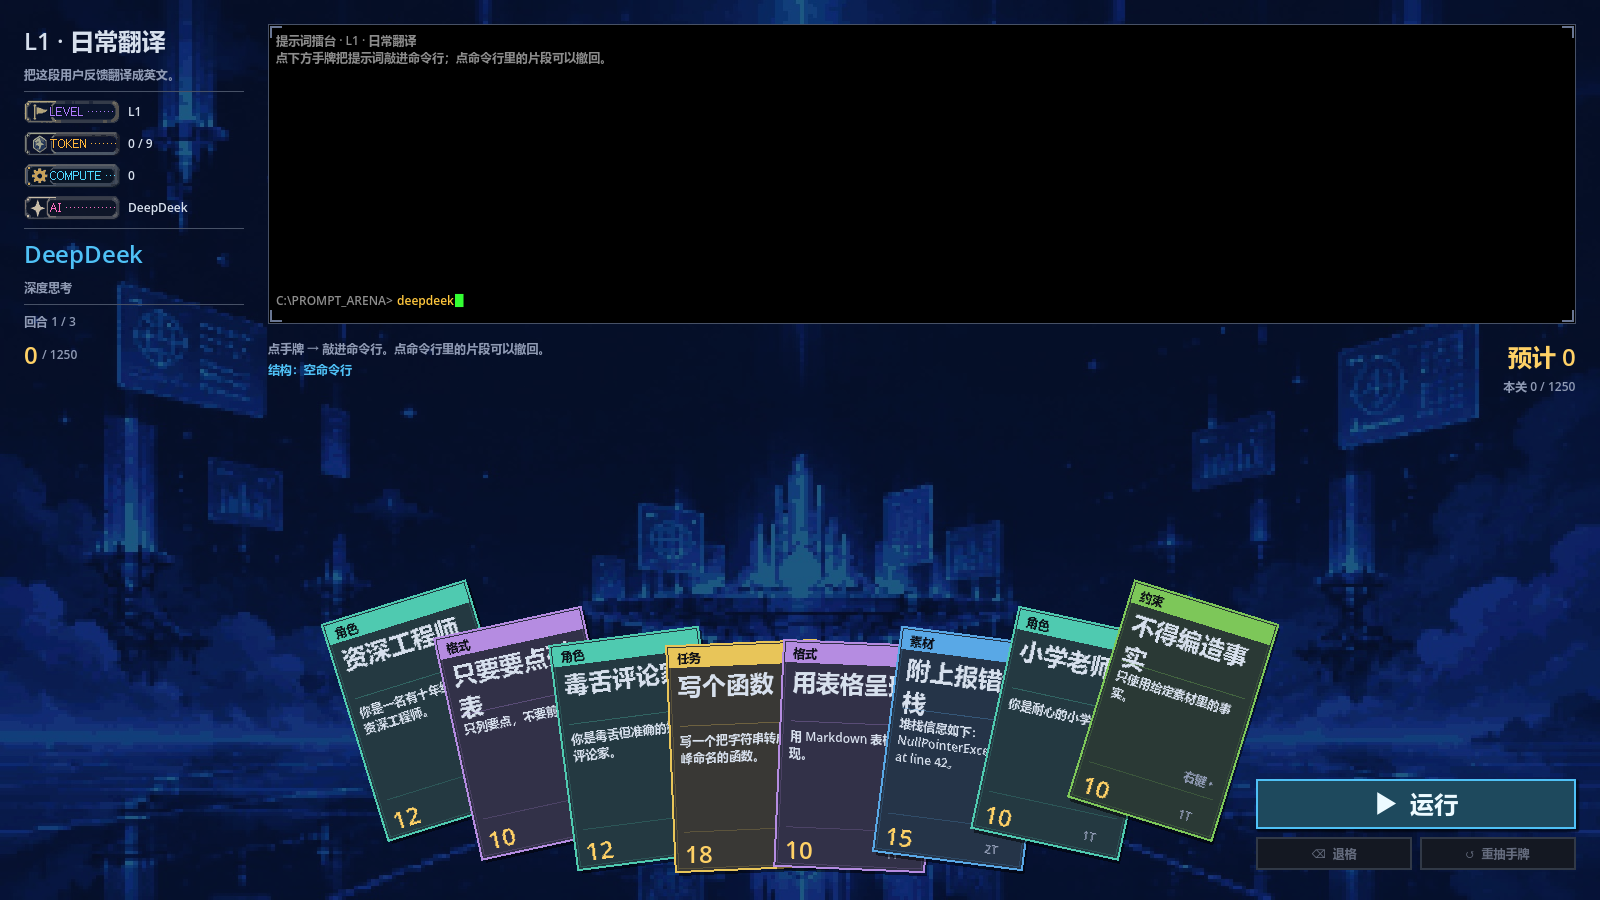 L1 · 日常翻译
把这段用户反馈翻译成英文。
LEVEL
L1
TOKEN
0 / 9
COMPUTE
0
AI
DeepDeek
DeepDeek
深度思考
回合 1 / 3
0 / 1250
提示词擂台 · L1 · 日常翻译
点下方手牌把提示词敲进命令行；点命令行里的片段可以撤回。
C:\PROMPT_ARENA> deepdeek
点手牌 → 敲进命令行。点命令行里的片段可以撤回。
结构：空命令行
预计 0
本关 0 / 1250
角色
资深工程师
你是一名有十年
资深工程师。
12
格式
只要要点
表
只列要点，不要
10
角色
毒舌评论
你是毒舌但准确的
评论家。
12
任务
写个函数
写一个把字符串转
峰命名的函数。
18
格式
用表格呈
用 Markdown 表
现。
10
素材
附上报错
栈
堆栈信息如下：
NullPointerExce
at line 42。
15
2T
角色
小学老师
你是耐心的小学
10
1T
约束
不得编造事
实
只使用给定素材里的事
实。
右键
10
1T
▶ 运行
⌫ 退格
↺ 重抽手牌